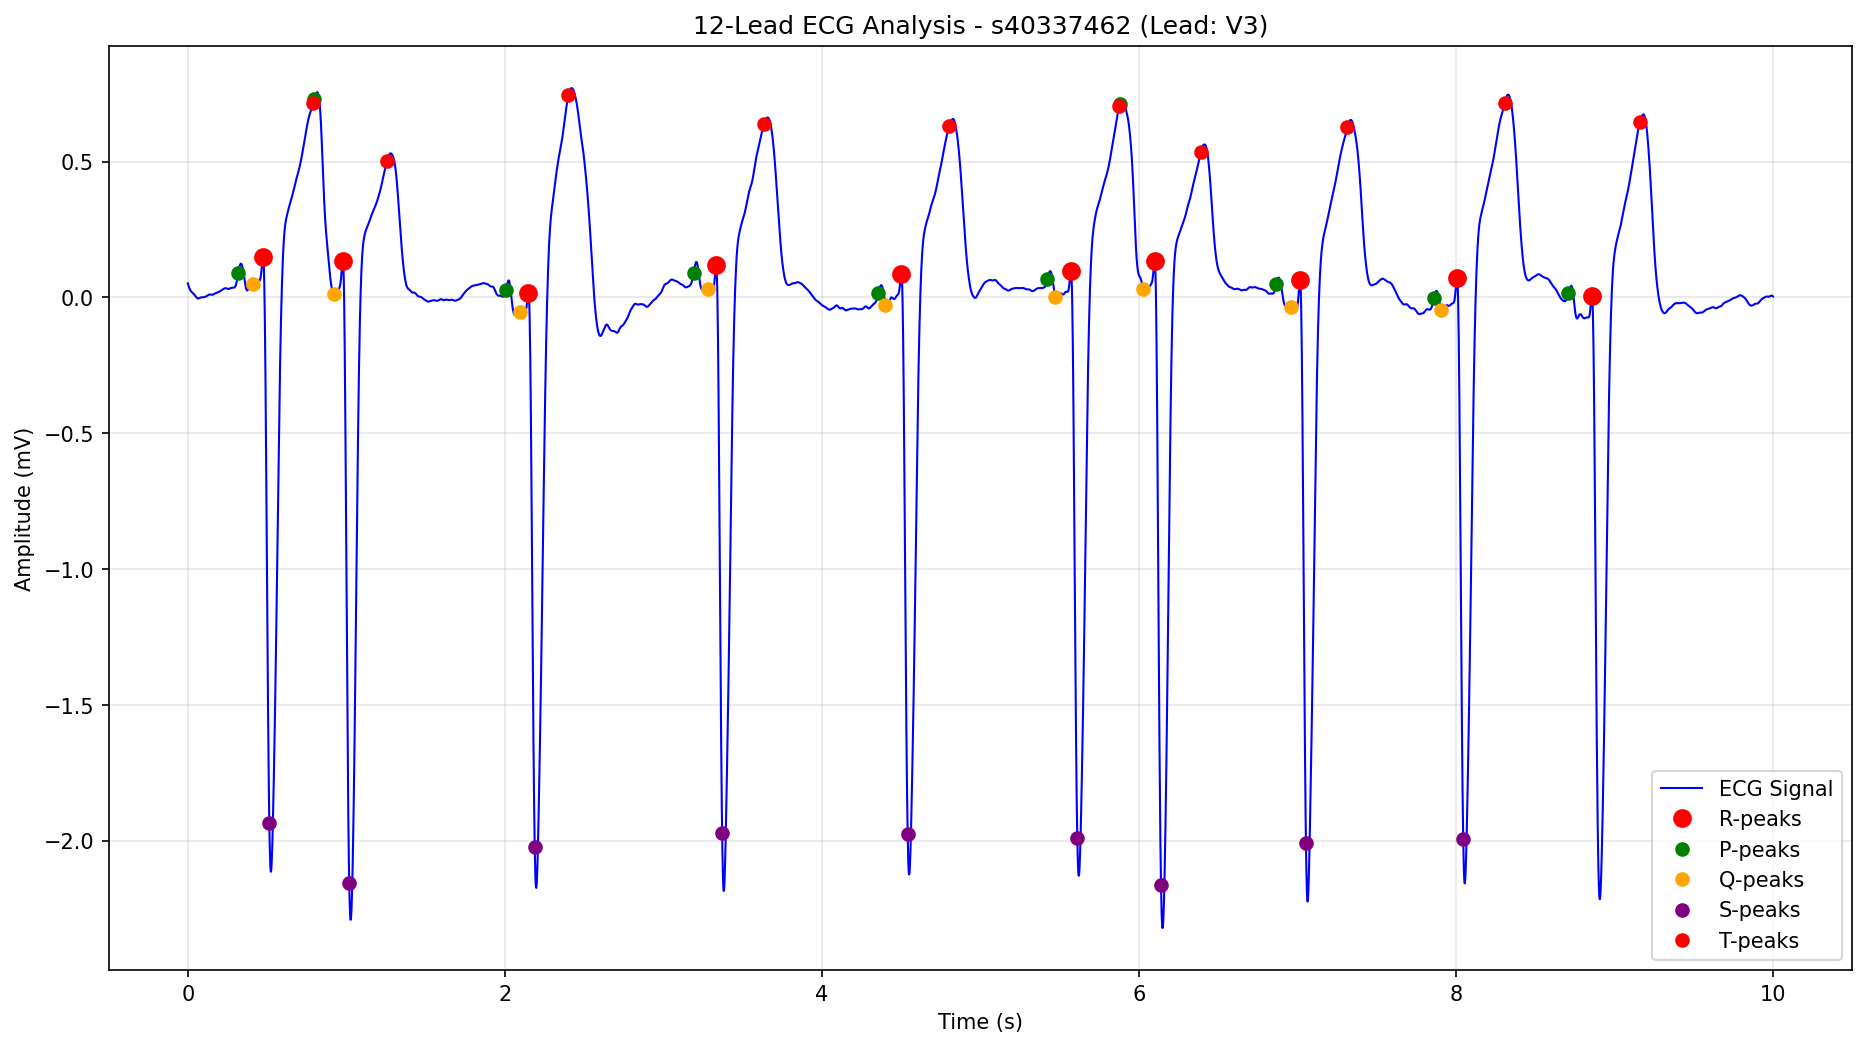 12-Lead ECG Analysis - s40337462 (Lead: V3)
Amplitude (mV)
0.5
0.0
−0.5
−1.0
−1.5
−2.0
0
2
4
6
8
10
Time (s)
ECG Signal
R-peaks
P-peaks
Q-peaks
S-peaks
T-peaks